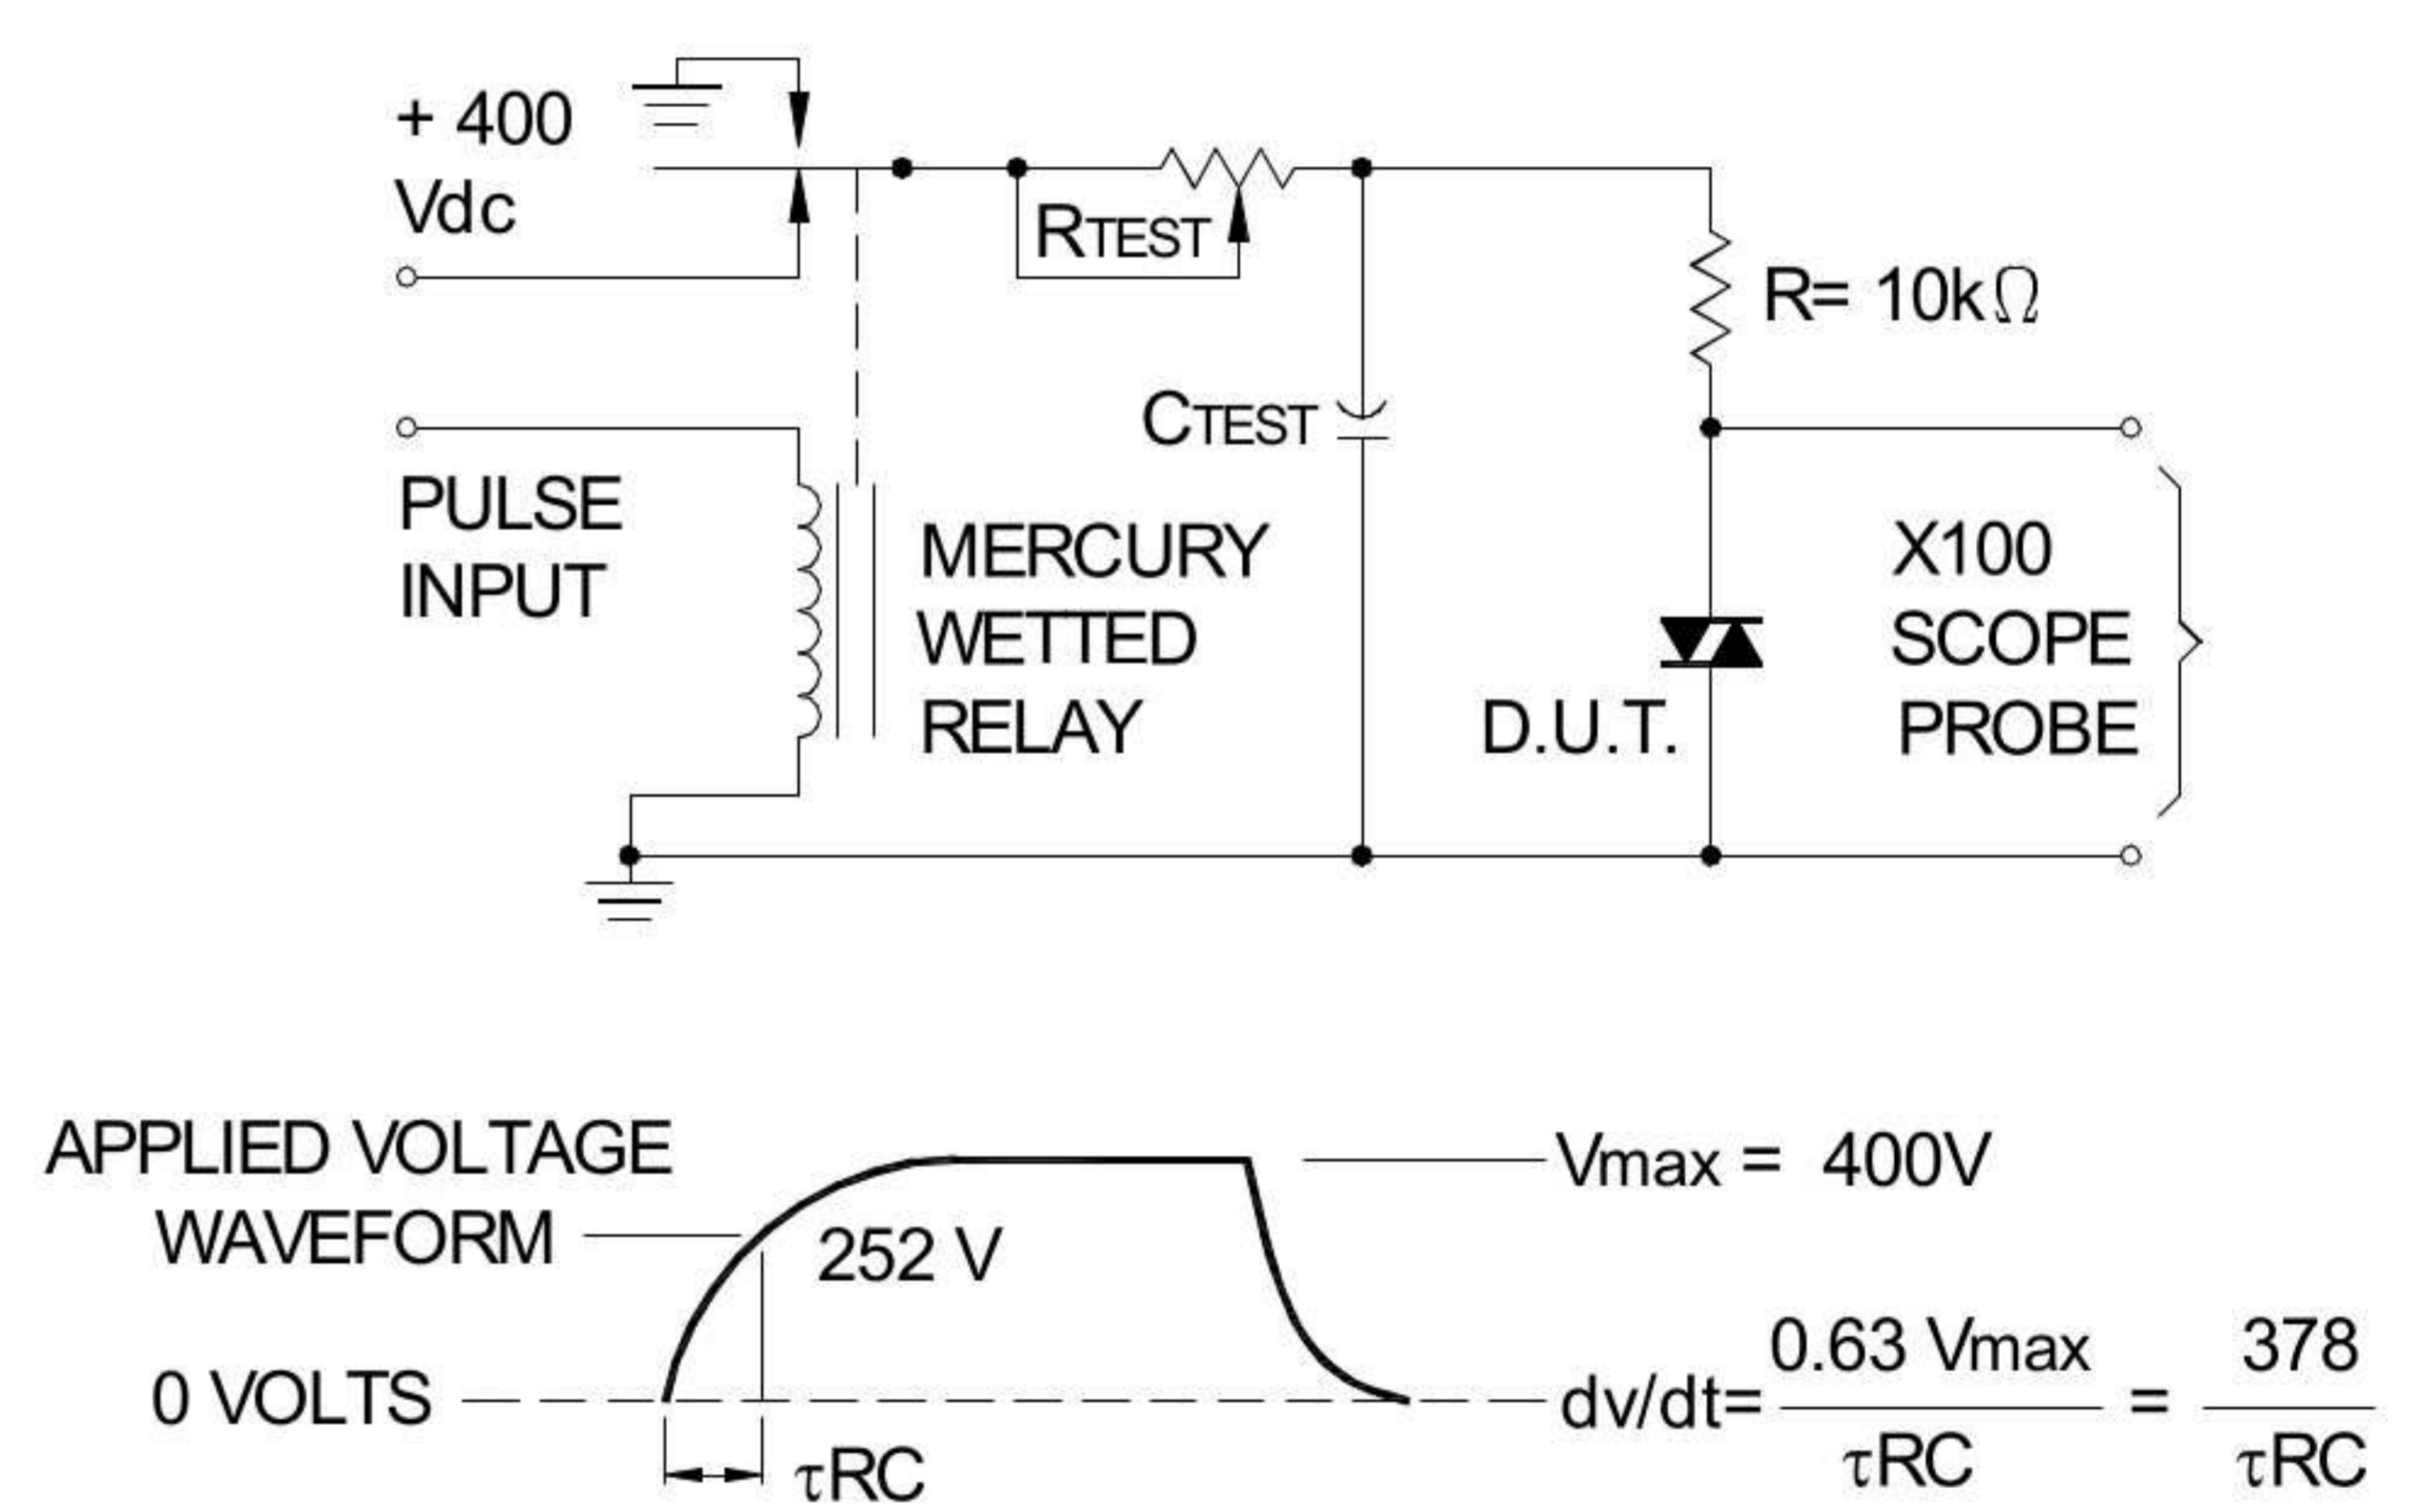 + 400
Vdc
RTEST
R= 10kΩ
CTEST
PULSE
INPUT
MERCURY
WETTED
RELAY
D.U.T.
X100
SCOPE
PROBE
APPLIED VOLTAGE
WAVEFORM
252 V
Vmax = 400V
0 VOLTS
τRC
dv/dt= 0.63 Vmax / τRC = 378 / τRC